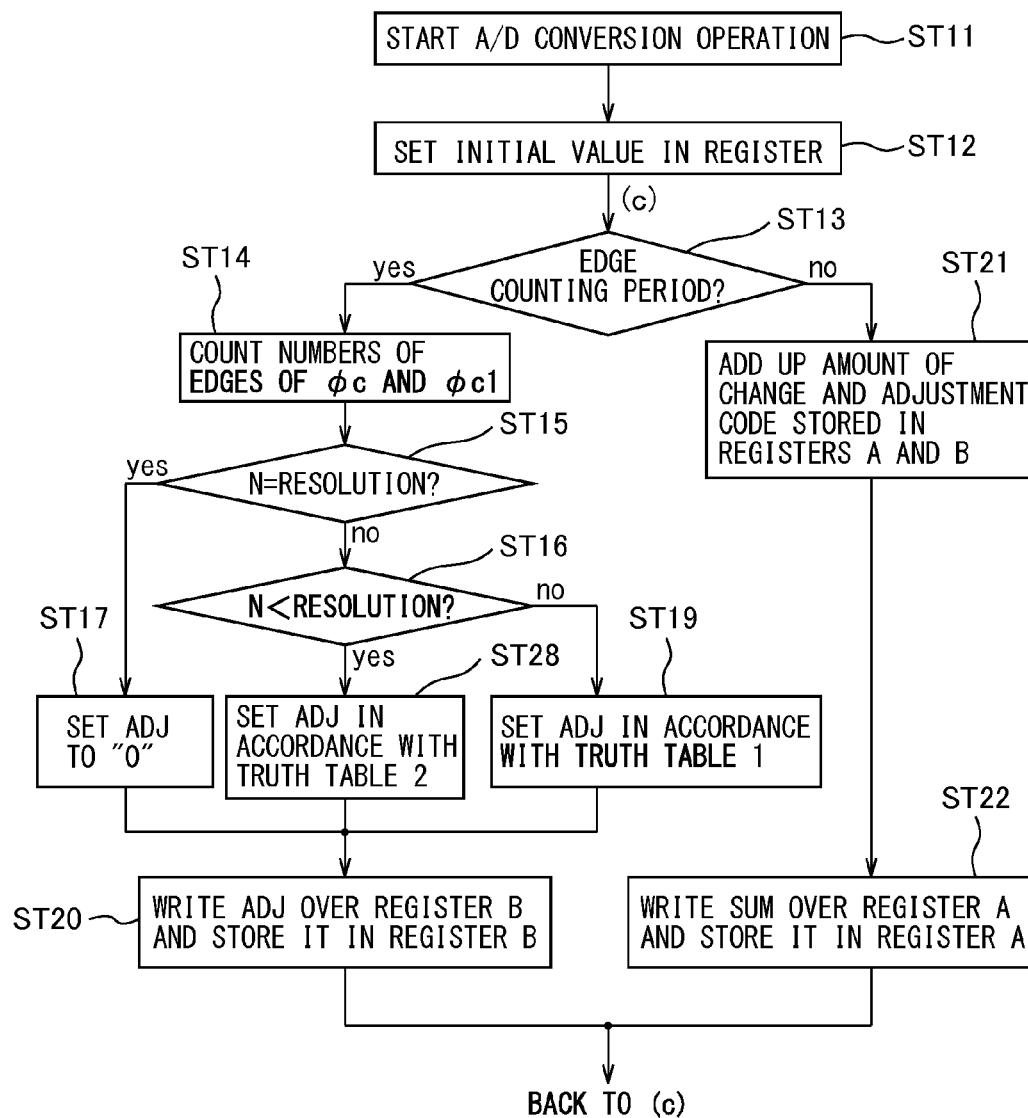 START A/D CONVERSION OPERATION
ST11
SET INITIAL VALUE IN REGISTER
ST12
(c)
ST13
EDGE
COUNTING PERIOD?
yes
no
ST14
COUNT NUMBERS OF
EDGES OF φc AND φc1
ST21
ADD UP AMOUNT OF
CHANGE AND ADJUSTMENT
CODE STORED IN
REGISTERS A AND B
ST15
N=RESOLUTION?
yes
no
ST16
N<RESOLUTION?
no
yes
ST17
SET ADJ
TO "0"
ST28
SET ADJ IN
ACCORDANCE WITH
TRUTH TABLE 2
ST19
SET ADJ IN ACCORDANCE
WITH TRUTH TABLE 1
ST20
WRITE ADJ OVER REGISTER B
AND STORE IT IN REGISTER B
ST22
WRITE SUM OVER REGISTER A
AND STORE IT IN REGISTER A
BACK TO (c)